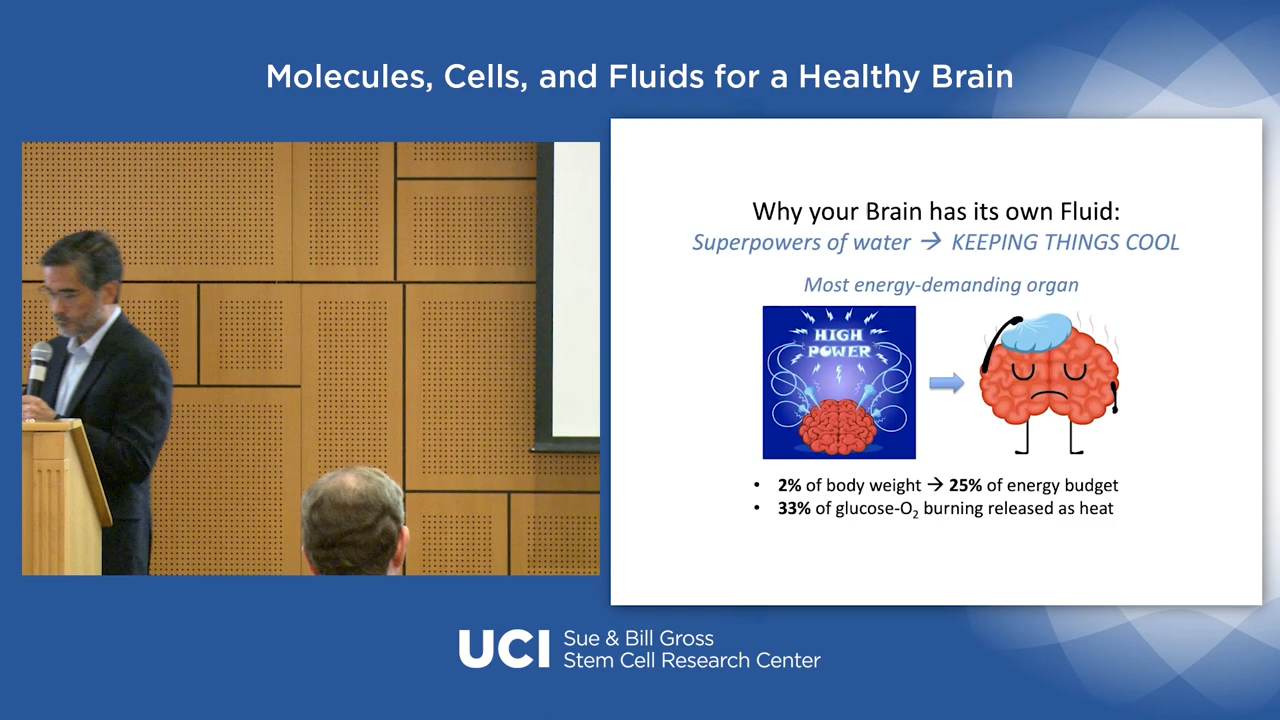 Molecules, Cells, and Fluids for a Healthy Brain
Why your Brain has its own Fluid:
Superpowers of water → KEEPING THINGS COOL
Most energy-demanding organ
HIGH
POWER
• 2% of body weight → 25% of energy budget
• 33% of glucose-O₂ burning released as heat
UCI
Sue & Bill Gross
Stem Cell Research Center